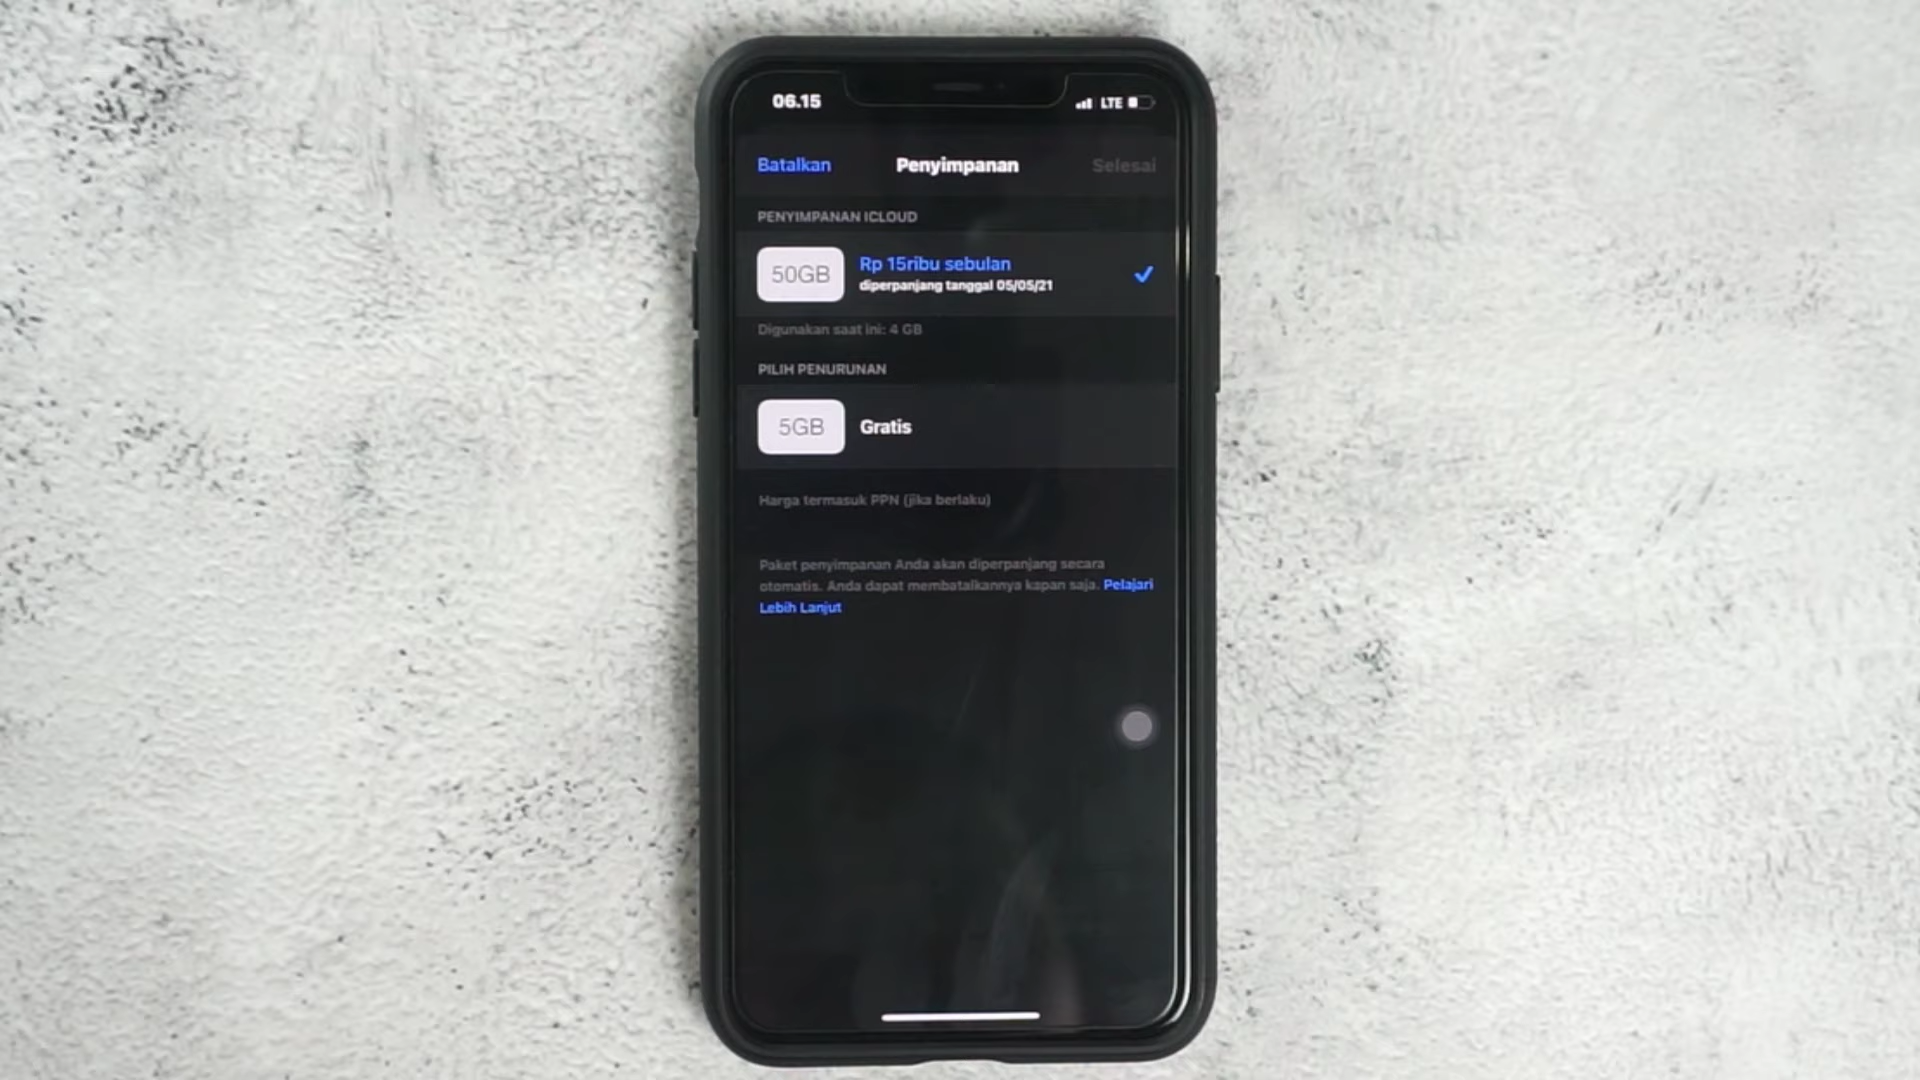 06.15
LTE
Batalkan
Penyimpanan
Selesai
PENYIMPANAN ICLOUD
50GB
Rp 15ribu sebulan
diperpanjang tanggal 05/05/21
Digunakan saat ini: 4 GB
PILIH PENURUNAN
5GB
Gratis
Harga termasuk PPN (jika berlaku)
Paket penyimpanan Anda akan diperpanjang secara
otomatis. Anda dapat membatalkannya kapan saja. Pelajari
Lebih Lanjut